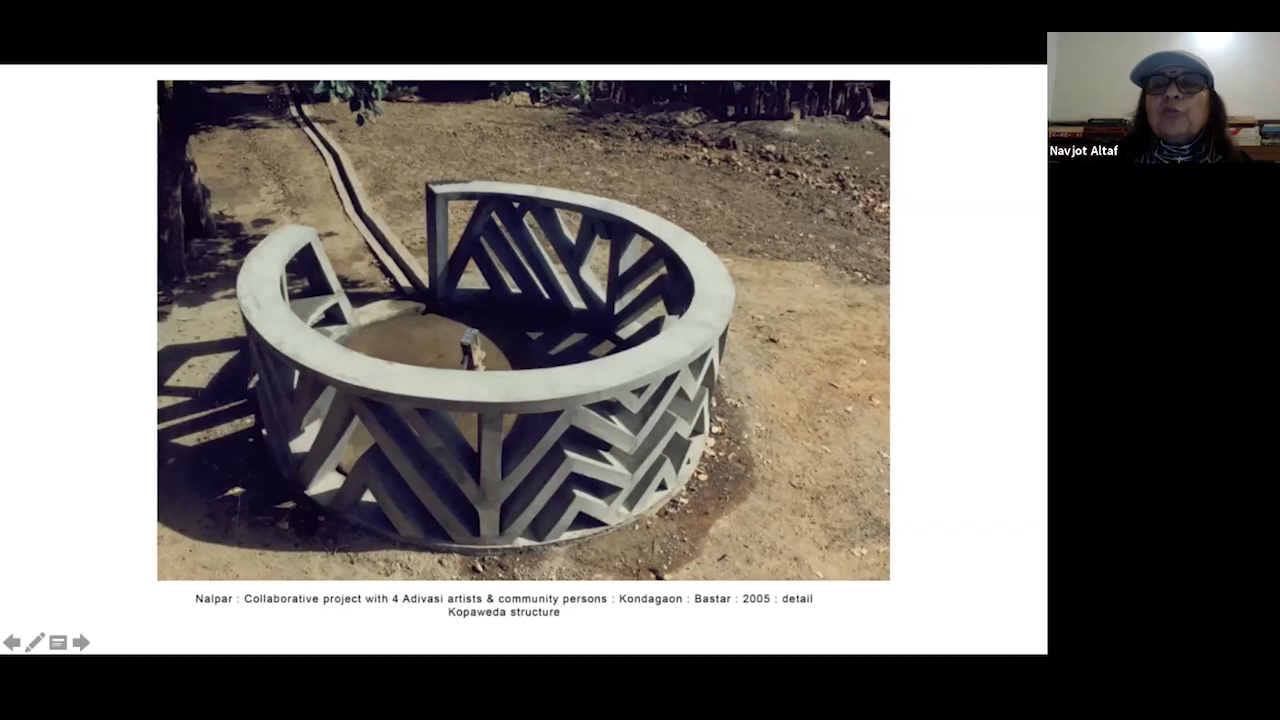 Navjot Altaf
Nalpar : Collaborative project with 4 Adivasi artists & community persons : Kondagaon : Bastar : 2005 : detail
Kopaweda structure